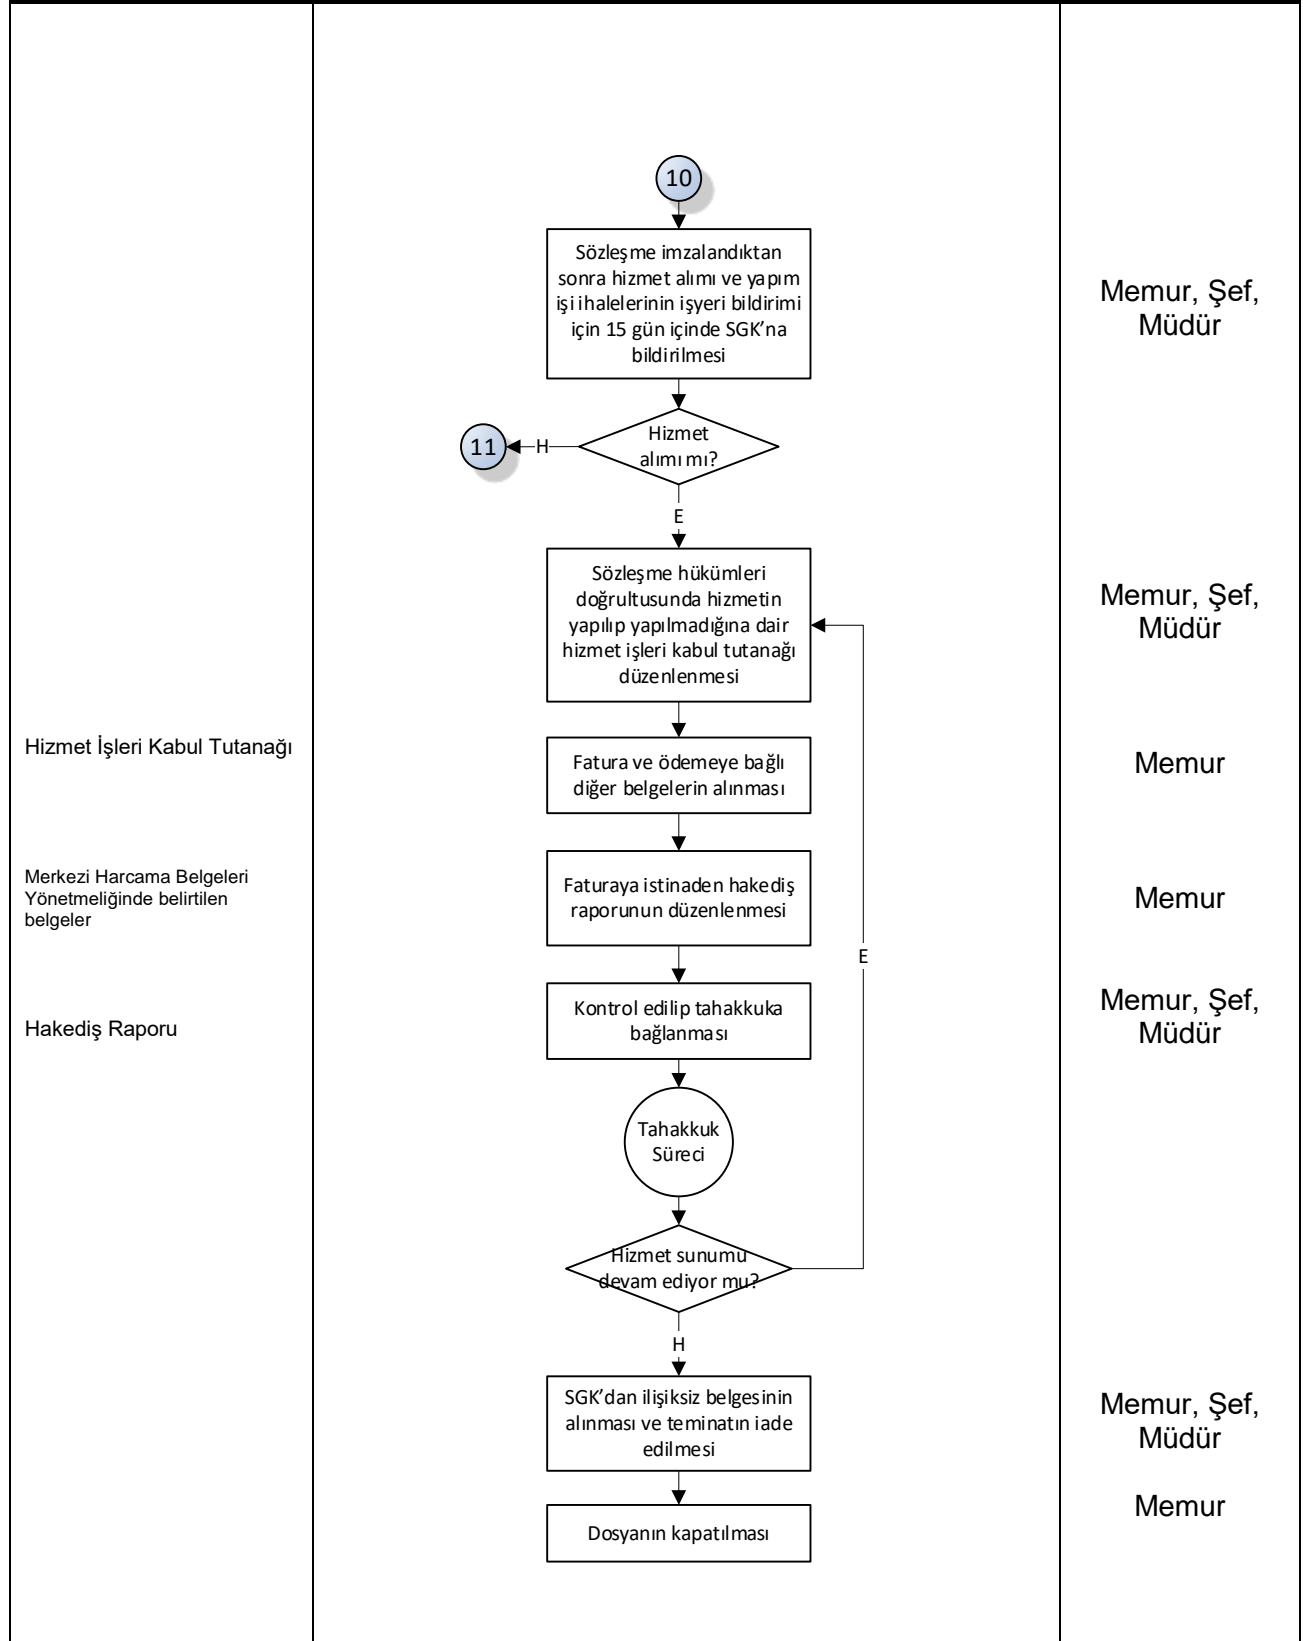 10
Sözleşme imzalandıktan
sonra hizmet alımı ve yapım
işi ihalelerinin işyeri bildirimi
için 15 gün içinde SGK’na
bildirilmesi
Memur, Şef,
Müdür
Hizmet
alımı mı?
H
11
E
Sözleşme hükümleri
doğrultusunda hizmetin
yapılıp yapılmadığına dair
hizmet işleri kabul tutanağı
düzenlenmesi
Memur, Şef,
Müdür
Hizmet İşleri Kabul Tutanağı
Fatura ve ödemeye bağlı
diğer belgelerin alınması
Memur
Merkezi Harcama Belgeleri
Yönetmeliğinde belirtilen
belgeler
Faturaya istinaden hakediş
raporunun düzenlenmesi
Memur
E
Hakediş Raporu
Kontrol edilip tahakkuka
bağlanması
Memur, Şef,
Müdür
Tahakkuk
Süreci
Hizmet sunumu
devam ediyor mu?
H
SGK’dan ilişiksiz belgesinin
alınması ve teminatın iade
edilmesi
Memur, Şef,
Müdür
Dosyanın kapatılması
Memur